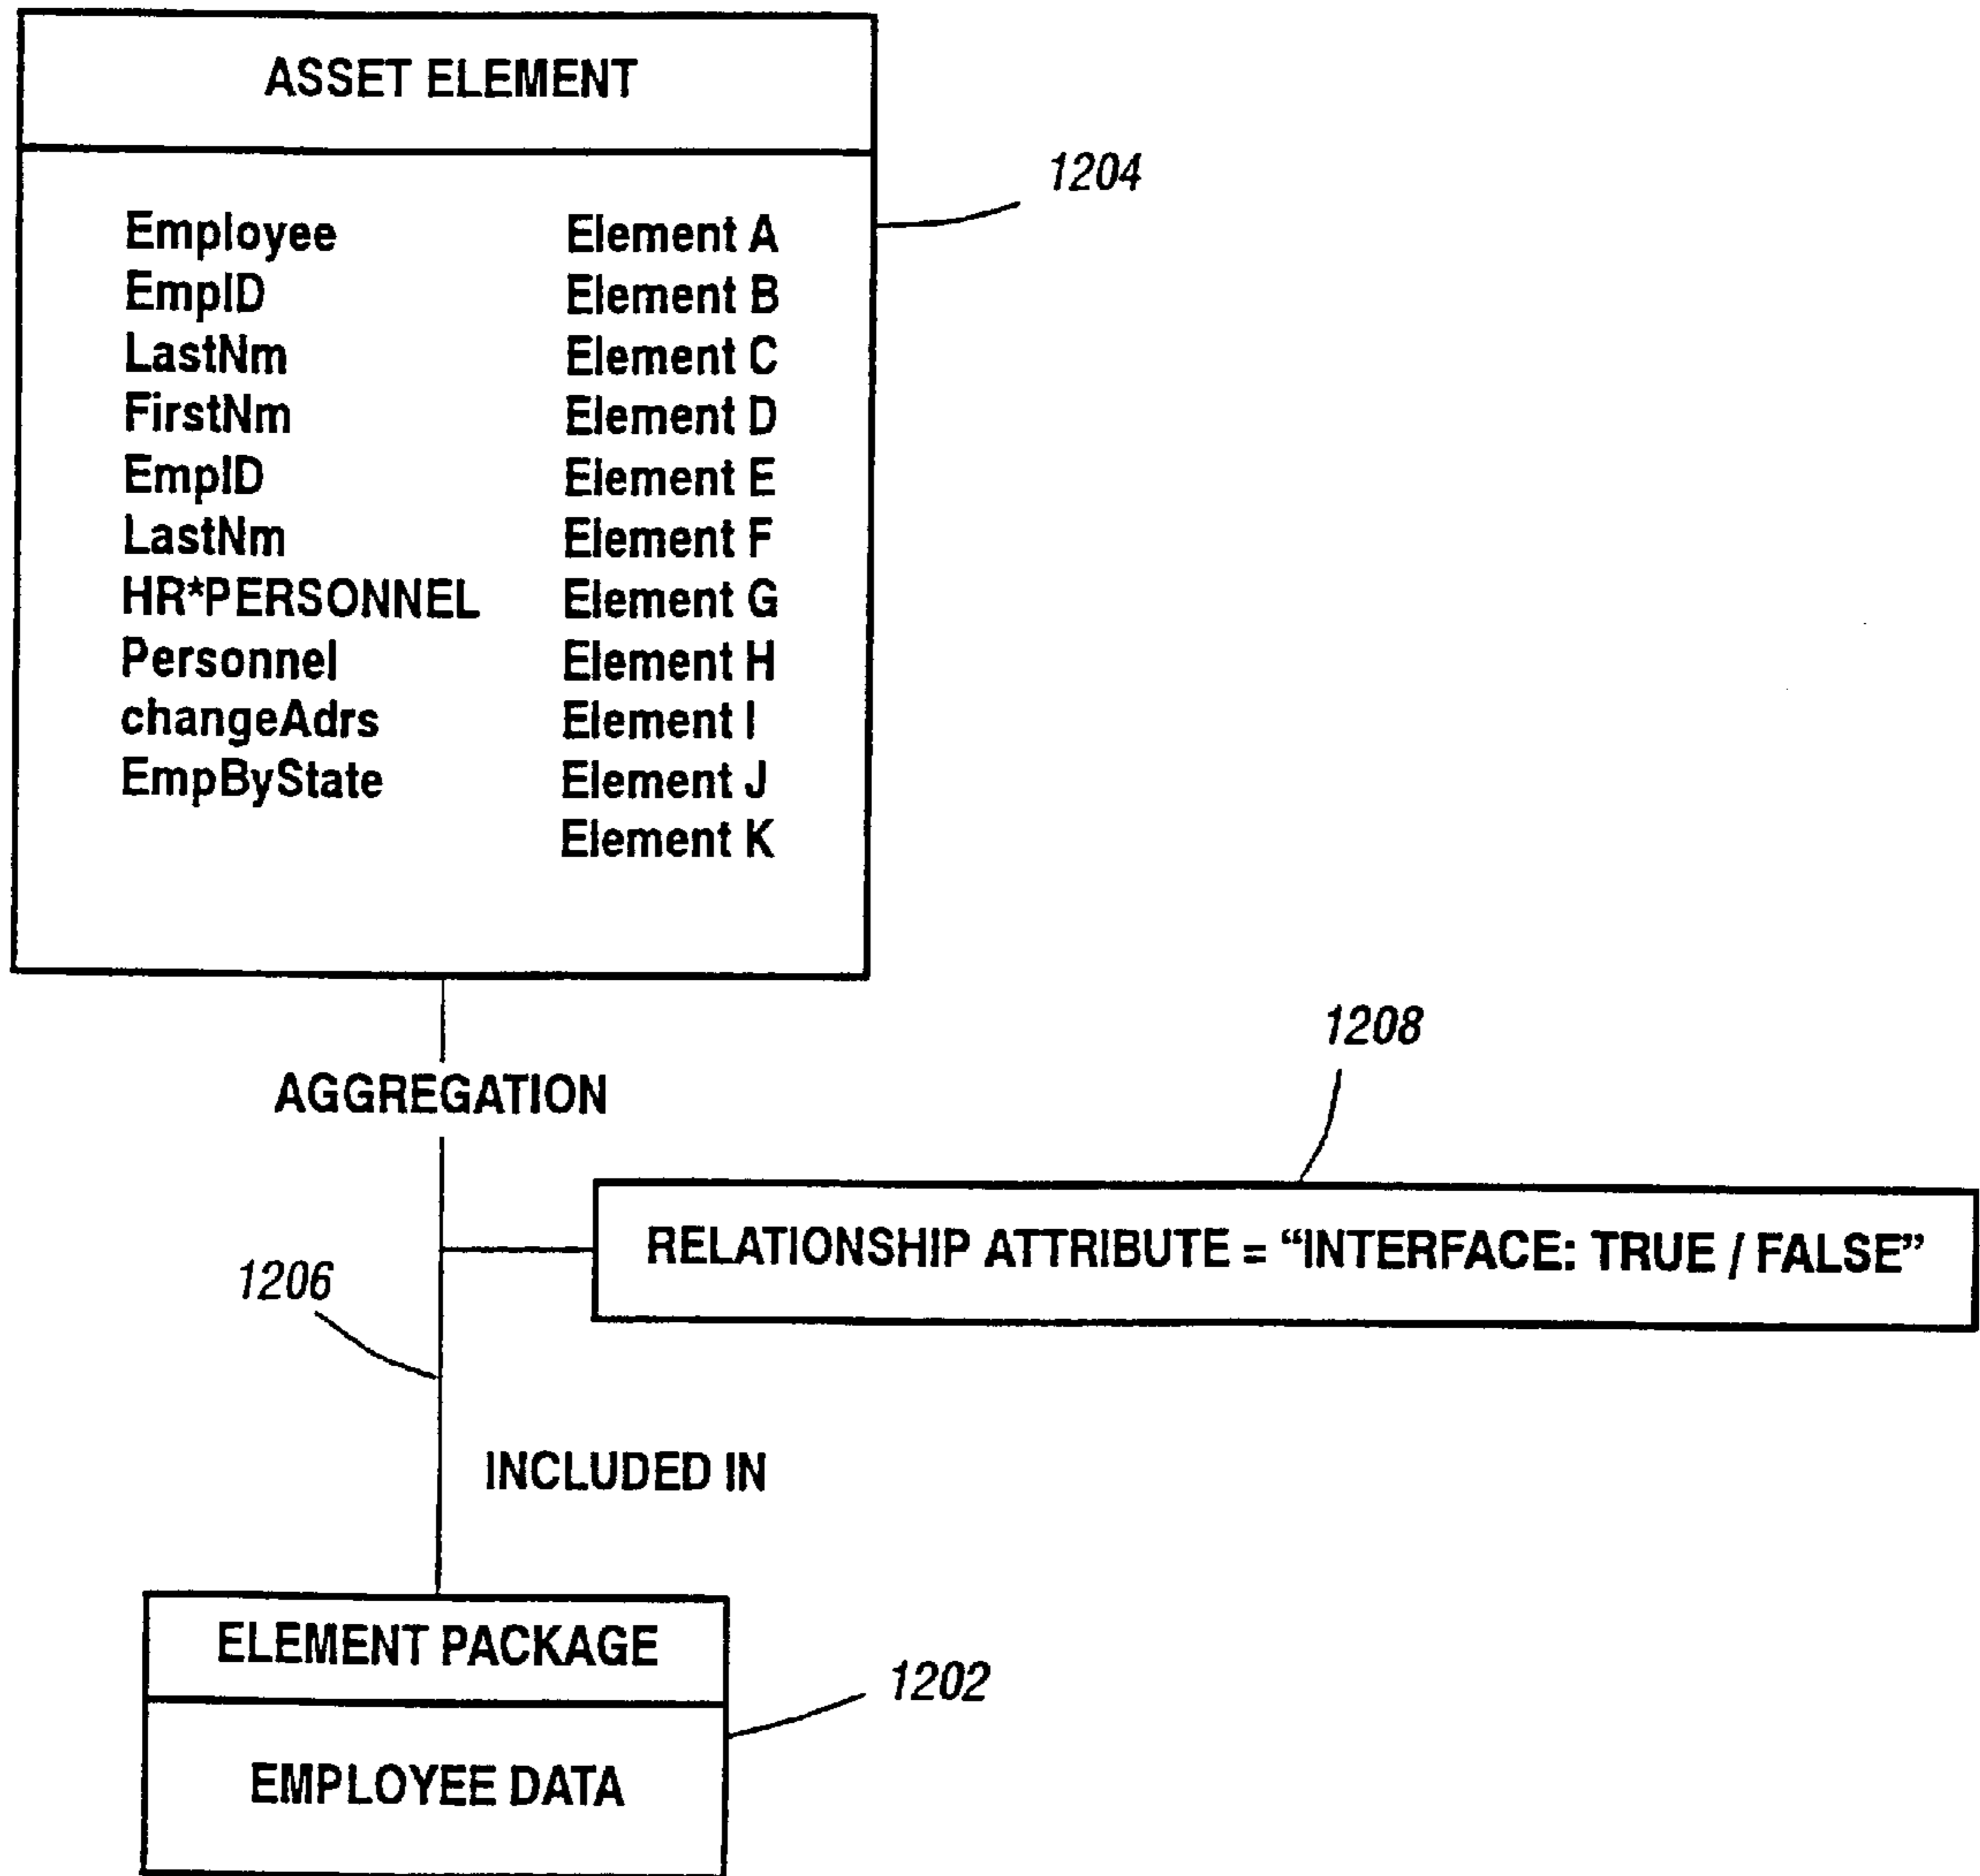 ASSET ELEMENT
1204
Employee Element A
EmpID Element B
LastNm Element C
FirstNm Element D
EmpID Element E
LastNm Element F
HR*PERSONNEL Element G
Personnel Element H
changeAdrs Element I
EmpByState Element J
Element K
1208
AGGREGATION
RELATIONSHIP ATTRIBUTE = “INTERFACE: TRUE / FALSE”
1206
INCLUDED IN
ELEMENT PACKAGE
1202
EMPLOYEE DATA